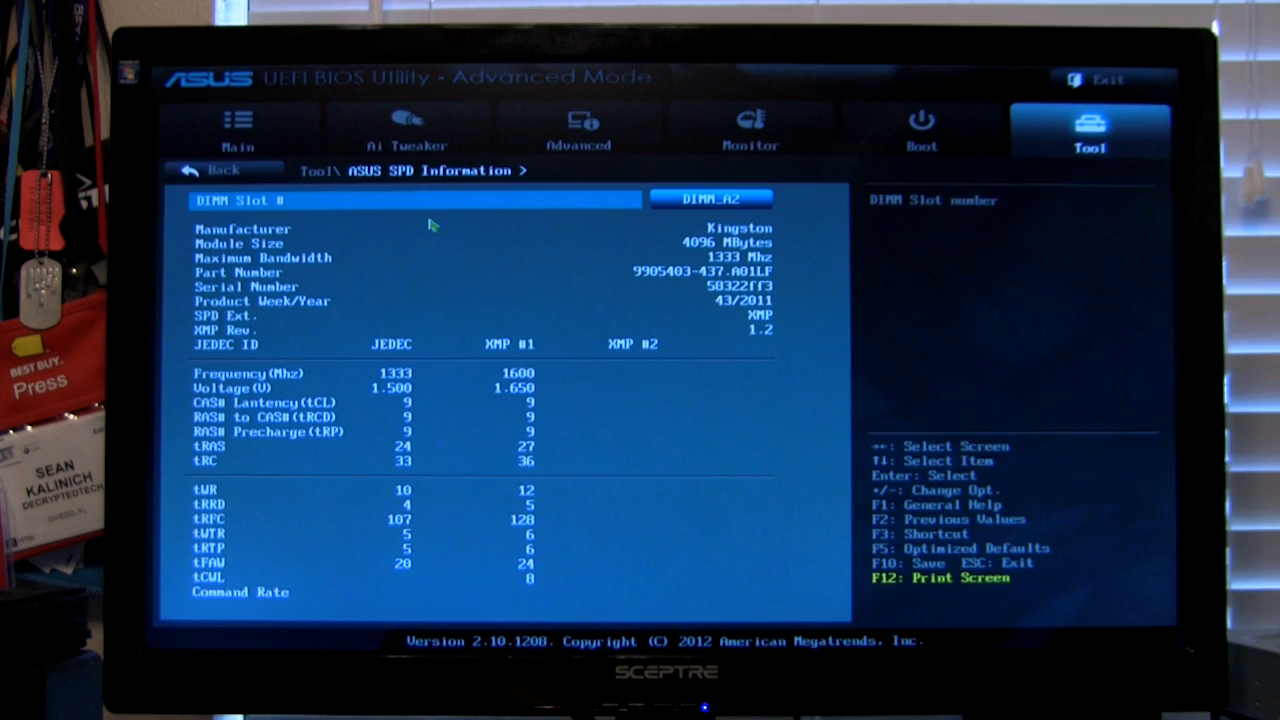 ASUS UEFI BIOS Utility - Advanced Mode
Exit
Main Ai Tweaker Advanced Monitor Boot Tool
Back Tool\ ASUS SPD Information >
DIMM Slot # DIMM_A2
DIMM Slot number
Manufacturer Kingston
Module Size 4096 MBytes
Maximum Bandwidth 1333 Mhz
Part Number 9905403-437.A01LF
Serial Number 58322ff3
Product Week/Year 43/2011
SPD Ext. XMP
XMP Rev. 1.2
JEDEC ID JEDEC XMP #1 XMP #2
Frequency(Mhz) 1333 1600
Voltage(V) 1.500 1.650
CAS# Lantency(tCL) 9 9
RAS# to CAS#(tRCD) 9 9
RAS# Precharge(tRP) 9 9
tRAS 24 27
tRC 33 36
tWR 10 12
tRRD 4 5
tRFC 107 128
tWTR 5 6
tRTP 5 6
tFAW 20 24
tCWL 8
Command Rate
→←: Select Screen
↑↓: Select Item
Enter: Select
+/-: Change Opt.
F1: General Help
F2: Previous Values
F3: Shortcut
F5: Optimized Defaults
F10: Save ESC: Exit
F12: Print Screen
Version 2.10.1208. Copyright (C) 2012 American Megatrends, Inc.
SCEPTRE
BEST BUY.
Press
SEAN
KALINICH
DECRYPTEDTECH
OVIEDO, FL